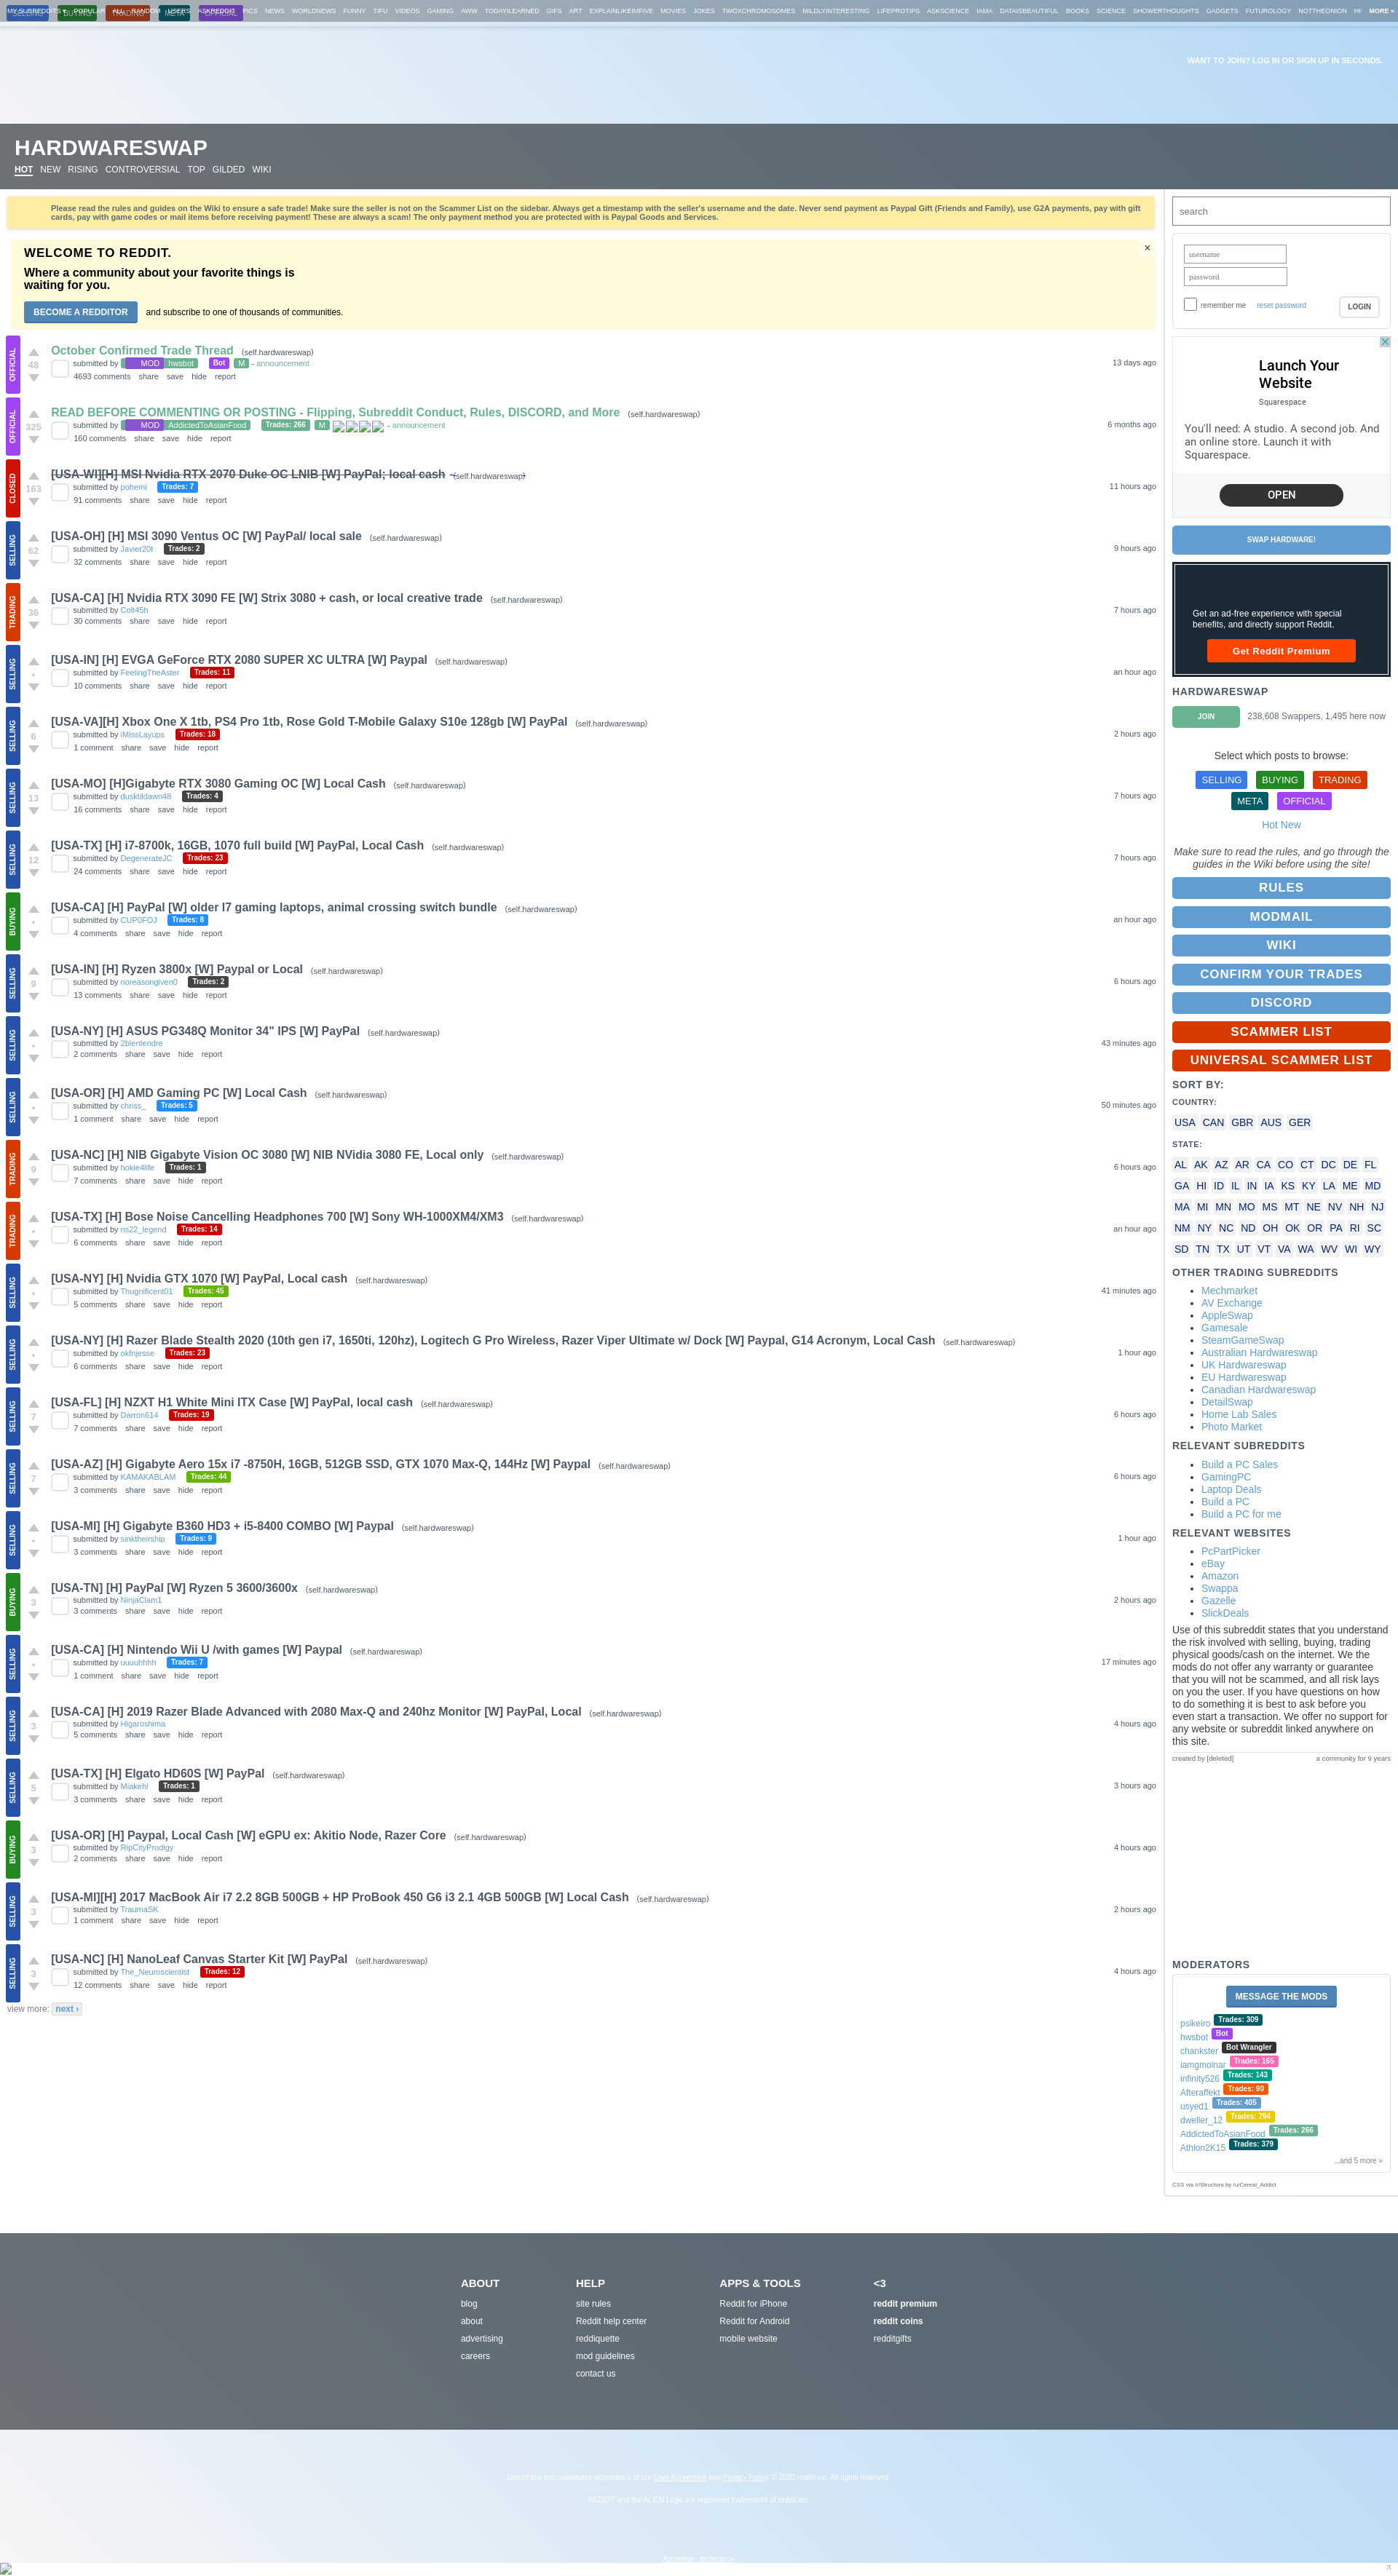 MY SUBREDDITS POPULAR ALL RANDOM USERS ASKREDDIT PICS NEWS WORLDNEWS FUNNY TIFU VIDEOS GAMING AWW TODAYILEARNED GIFS ART EXPLAINLIKEIMFIVE MOVIES JOKES TWOXCHROMOSOMES MILDLYINTERESTING LIFEPROTIPS ASKSCIENCE IAMA DATAISBEAUTIFUL BOOKS SCIENCE SHOWERTHOUGHTS GADGETS FUTUROLOGY NOTTHEONION HI MORE »
SELLING BUYING TRADING META OFFICIAL
WANT TO JOIN? LOG IN OR SIGN UP IN SECONDS.
HARDWARESWAP
HOT NEW RISING CONTROVERSIAL TOP GILDED WIKI
Please read the rules and guides on the Wiki to ensure a safe trade! Make sure the seller is not on the Scammer List on the sidebar. Always get a timestamp with the seller's username and the date. Never send payment as Paypal Gift (Friends and Family), use G2A payments, pay with gift
cards, pay with game codes or mail items before receiving payment! These are always a scam! The only payment method you are protected with is Paypal Goods and Services.
WELCOME TO REDDIT. ×
Where a community about your favorite things is
waiting for you.
BECOME A REDDITOR and subscribe to one of thousands of communities.
OFFICIAL
48
October Confirmed Trade Thread (self.hardwareswap)
submitted by MOD hwsbot Bot M - announcement 13 days ago
4693 comments share save hide report
OFFICIAL
325
READ BEFORE COMMENTING OR POSTING - Flipping, Subreddit Conduct, Rules, DISCORD, and More (self.hardwareswap)
submitted by MOD AddictedToAsianFood Trades: 266 M - announcement 6 months ago
160 comments share save hide report
CLOSED
163
[USA-WI][H] MSI Nvidia RTX 2070 Duke OC LNIB [W] PayPal; local cash (self.hardwareswap)
submitted by pohemi Trades: 7 11 hours ago
91 comments share save hide report
SELLING
62
[USA-OH] [H] MSI 3090 Ventus OC [W] PayPal/ local sale (self.hardwareswap)
submitted by Javier20t Trades: 2 9 hours ago
32 comments share save hide report
TRADING
36
[USA-CA] [H] Nvidia RTX 3090 FE [W] Strix 3080 + cash, or local creative trade (self.hardwareswap)
submitted by Colt45h 7 hours ago
30 comments share save hide report
SELLING
•
[USA-IN] [H] EVGA GeForce RTX 2080 SUPER XC ULTRA [W] Paypal (self.hardwareswap)
submitted by FeelingTheAster Trades: 11 an hour ago
10 comments share save hide report
SELLING
6
[USA-VA][H] Xbox One X 1tb, PS4 Pro 1tb, Rose Gold T-Mobile Galaxy S10e 128gb [W] PayPal (self.hardwareswap)
submitted by iMissLayups Trades: 18 2 hours ago
1 comment share save hide report
SELLING
13
[USA-MO] [H]Gigabyte RTX 3080 Gaming OC [W] Local Cash (self.hardwareswap)
submitted by dusktildawn48 Trades: 4 7 hours ago
16 comments share save hide report
SELLING
12
[USA-TX] [H] i7-8700k, 16GB, 1070 full build [W] PayPal, Local Cash (self.hardwareswap)
submitted by DegenerateJC Trades: 23 7 hours ago
24 comments share save hide report
BUYING
•
[USA-CA] [H] PayPal [W] older I7 gaming laptops, animal crossing switch bundle (self.hardwareswap)
submitted by CUP0FOJ Trades: 8 an hour ago
4 comments share save hide report
SELLING
9
[USA-IN] [H] Ryzen 3800x [W] Paypal or Local (self.hardwareswap)
submitted by noreasongiven0 Trades: 2 6 hours ago
13 comments share save hide report
SELLING
•
[USA-NY] [H] ASUS PG348Q Monitor 34" IPS [W] PayPal (self.hardwareswap)
submitted by 2blentendre 43 minutes ago
2 comments share save hide report
SELLING
•
[USA-OR] [H] AMD Gaming PC [W] Local Cash (self.hardwareswap)
submitted by chriss_ Trades: 5 50 minutes ago
1 comment share save hide report
TRADING
9
[USA-NC] [H] NIB Gigabyte Vision OC 3080 [W] NIB NVidia 3080 FE, Local only (self.hardwareswap)
submitted by hokie4life Trades: 1 6 hours ago
7 comments share save hide report
TRADING
•
[USA-TX] [H] Bose Noise Cancelling Headphones 700 [W] Sony WH-1000XM4/XM3 (self.hardwareswap)
submitted by ns22_legend Trades: 14 an hour ago
6 comments share save hide report
SELLING
•
[USA-NY] [H] Nvidia GTX 1070 [W] PayPal, Local cash (self.hardwareswap)
submitted by Thugnificent01 Trades: 45 41 minutes ago
5 comments share save hide report
SELLING
•
[USA-NY] [H] Razer Blade Stealth 2020 (10th gen i7, 1650ti, 120hz), Logitech G Pro Wireless, Razer Viper Ultimate w/ Dock [W] Paypal, G14 Acronym, Local Cash (self.hardwareswap)
submitted by okfnjesse Trades: 23 1 hour ago
6 comments share save hide report
SELLING
7
[USA-FL] [H] NZXT H1 White Mini ITX Case [W] PayPal, local cash (self.hardwareswap)
submitted by Darron614 Trades: 19 6 hours ago
7 comments share save hide report
SELLING
7
[USA-AZ] [H] Gigabyte Aero 15x i7 -8750H, 16GB, 512GB SSD, GTX 1070 Max-Q, 144Hz [W] Paypal (self.hardwareswap)
submitted by KAMAKABLAM Trades: 44 6 hours ago
3 comments share save hide report
SELLING
•
[USA-MI] [H] Gigabyte B360 HD3 + i5-8400 COMBO [W] Paypal (self.hardwareswap)
submitted by sinktheirship Trades: 9 1 hour ago
3 comments share save hide report
BUYING
3
[USA-TN] [H] PayPal [W] Ryzen 5 3600/3600x (self.hardwareswap)
submitted by NinjaClam1 2 hours ago
3 comments share save hide report
SELLING
•
[USA-CA] [H] Nintendo Wii U /with games [W] Paypal (self.hardwareswap)
submitted by uuuuhhhh Trades: 7 17 minutes ago
1 comment share save hide report
SELLING
3
[USA-CA] [H] 2019 Razer Blade Advanced with 2080 Max-Q and 240hz Monitor [W] PayPal, Local (self.hardwareswap)
submitted by Higaroshima 4 hours ago
5 comments share save hide report
SELLING
5
[USA-TX] [H] Elgato HD60S [W] PayPal (self.hardwareswap)
submitted by Miakehl Trades: 1 3 hours ago
3 comments share save hide report
BUYING
3
[USA-OR] [H] Paypal, Local Cash [W] eGPU ex: Akitio Node, Razer Core (self.hardwareswap)
submitted by RipCityProdigy 4 hours ago
2 comments share save hide report
SELLING
3
[USA-MI][H] 2017 MacBook Air i7 2.2 8GB 500GB + HP ProBook 450 G6 i3 2.1 4GB 500GB [W] Local Cash (self.hardwareswap)
submitted by TraumaSK 2 hours ago
1 comment share save hide report
SELLING
3
[USA-NC] [H] NanoLeaf Canvas Starter Kit [W] PayPal (self.hardwareswap)
submitted by The_Neuroscientist Trades: 12 4 hours ago
12 comments share save hide report
view more: next ›
search
username
password
remember me reset password LOGIN
Launch Your
Website
Squarespace
You'll need: A studio. A second job. And
an online store. Launch it with
Squarespace.
OPEN
SWAP HARDWARE!
Get an ad-free experience with special
benefits, and directly support Reddit.
Get Reddit Premium
HARDWARESWAP
JOIN 238,608 Swappers, 1,495 here now
Select which posts to browse:
SELLING BUYING TRADING
META OFFICIAL
Hot New
Make sure to read the rules, and go through the
guides in the Wiki before using the site!
RULES
MODMAIL
WIKI
CONFIRM YOUR TRADES
DISCORD
SCAMMER LIST
UNIVERSAL SCAMMER LIST
SORT BY:
COUNTRY:
USA CAN GBR AUS GER
STATE:
AL AK AZ AR CA CO CT DC DE FL
GA HI ID IL IN IA KS KY LA ME MD
MA MI MN MO MS MT NE NV NH NJ
NM NY NC ND OH OK OR PA RI SC
SD TN TX UT VT VA WA WV WI WY
OTHER TRADING SUBREDDITS
• Mechmarket
• AV Exchange
• AppleSwap
• Gamesale
• SteamGameSwap
• Australian Hardwareswap
• UK Hardwareswap
• EU Hardwareswap
• Canadian Hardwareswap
• DetailSwap
• Home Lab Sales
• Photo Market
RELEVANT SUBREDDITS
• Build a PC Sales
• GamingPC
• Laptop Deals
• Build a PC
• Build a PC for me
RELEVANT WEBSITES
• PcPartPicker
• eBay
• Amazon
• Swappa
• Gazelle
• SlickDeals
Use of this subreddit states that you understand
the risk involved with selling, buying, trading
physical goods/cash on the internet. We the
mods do not offer any warranty or guarantee
that you will not be scammed, and all risk lays
on you the user. If you have questions on how
to do something it is best to ask before you
even start a transaction. We offer no support for
any website or subreddit linked anywhere on
this site.
created by [deleted] a community for 9 years
MODERATORS
MESSAGE THE MODS
psikeiro Trades: 309
hwsbot Bot
chankster Bot Wrangler
iamgmolnar Trades: 165
infinity526 Trades: 143
Afteraffekt Trades: 90
usyed1 Trades: 405
dweller_12 Trades: 794
AddictedToAsianFood Trades: 266
Athlon2K15 Trades: 379
...and 5 more »
CSS via /r/Structura by /u/Cereal_Addict
ABOUT
blog
about
advertising
careers
HELP
site rules
Reddit help center
reddiquette
mod guidelines
contact us
APPS & TOOLS
Reddit for iPhone
Reddit for Android
mobile website
<3
reddit premium
reddit coins
redditgifts
Use of this site constitutes acceptance of our User Agreement and Privacy Policy. © 2020 reddit inc. All rights reserved.
REDDIT and the ALIEN Logo are registered trademarks of reddit inc.
Advertise - technology
π